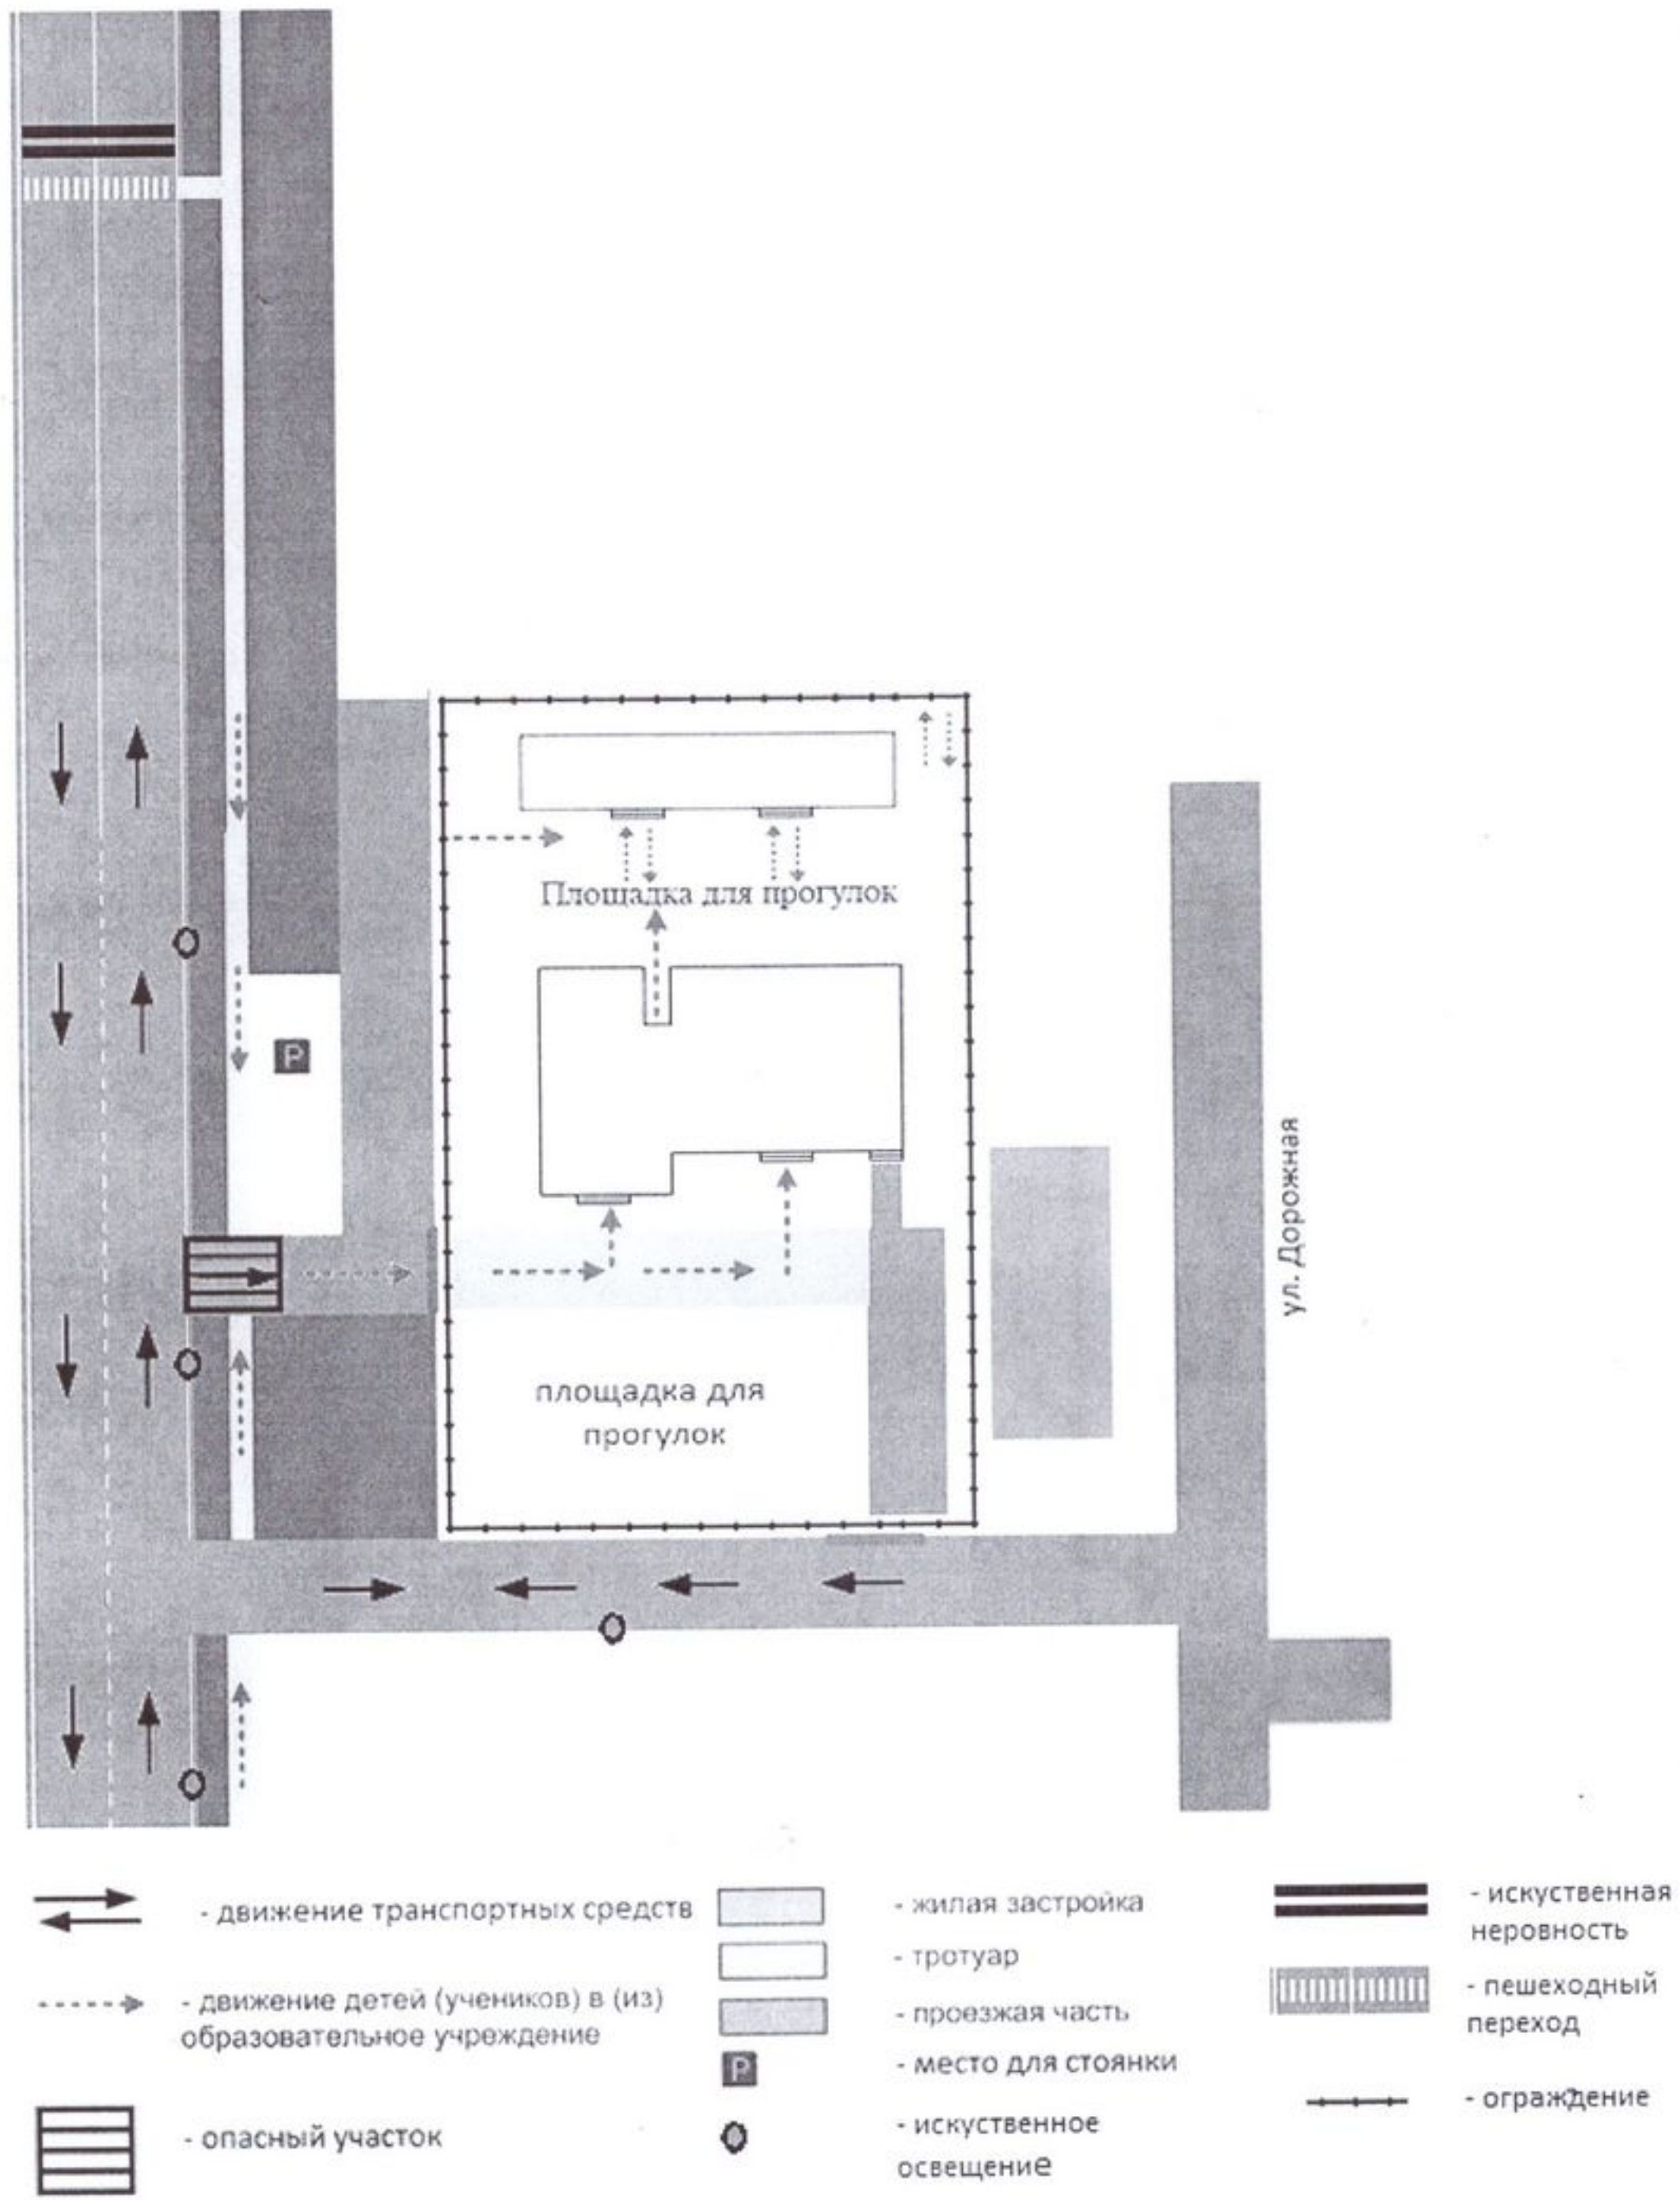 Площадка для прогулок
P
ул. Дорожная
площадка для
прогулок
- движение транспортных средств
- движение детей (учеников) в (из)
образовательное учреждение
- опасный участок
- жилая застройка
- тротуар
- проезжая часть
P
- место для стоянки
- искуственное
освещение
- искуственная
неровность
- пешеходный
переход
- ограждение